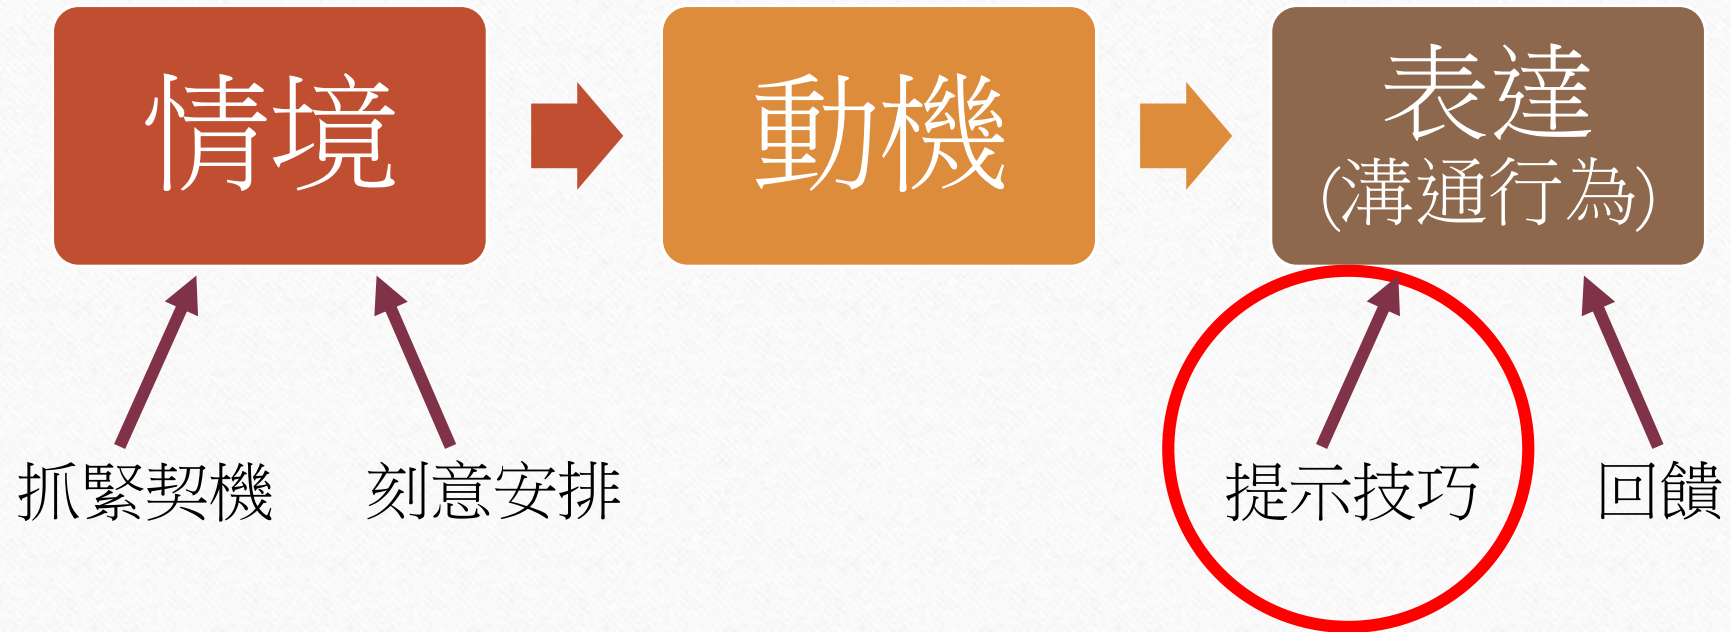 情境
動機
表達
(溝通行為)
抓緊契機
刻意安排
提示技巧
回饋